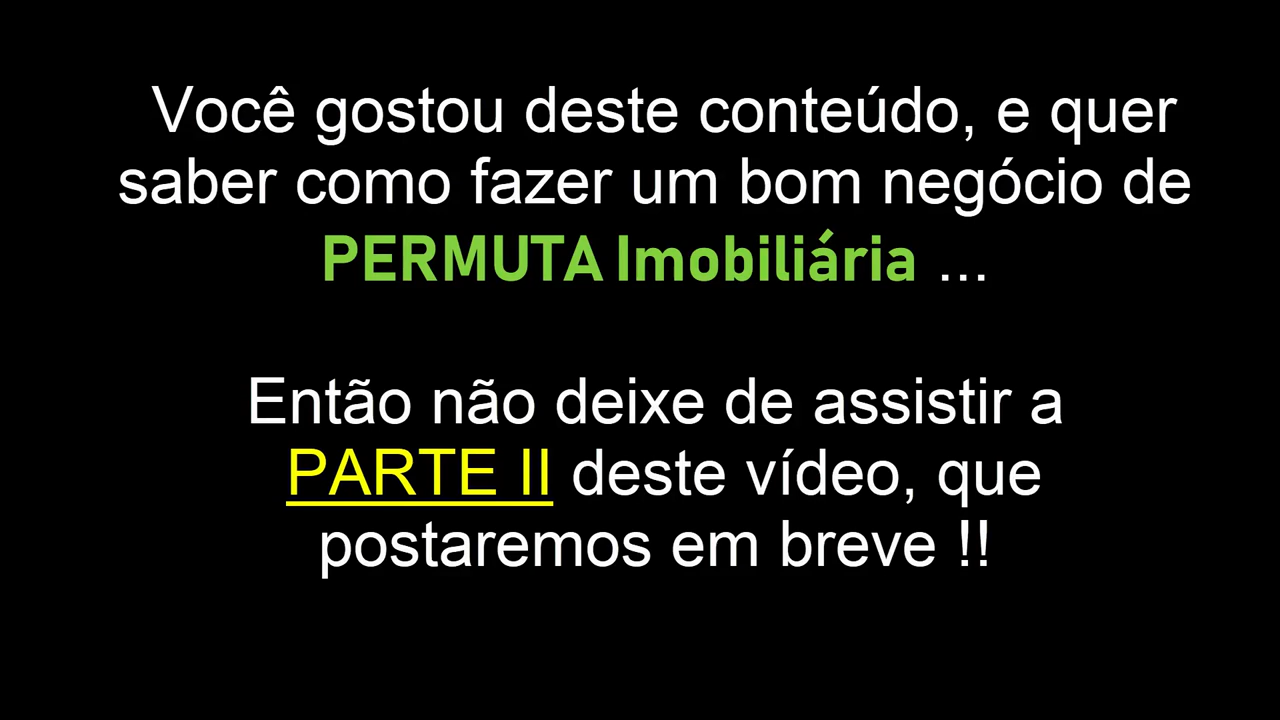 Você gostou deste conteúdo, e quer
saber como fazer um bom negócio de
PERMUTA Imobiliária ...
Então não deixe de assistir a
PARTE II deste vídeo, que
postaremos em breve !!